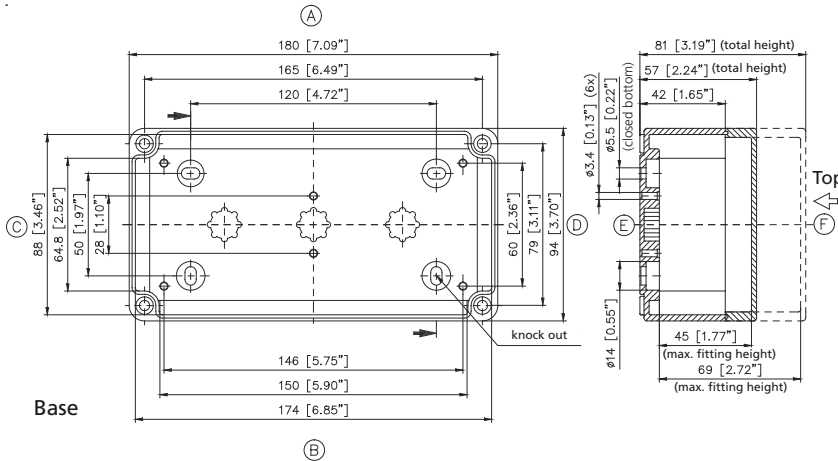 A
180 [7.09”]
165 [6.49”]
120 [4.72”]
81 [3.19”] (total height)
57 [2.24”] (total height)
42 [1.65”]
ø3.4 [0.13”] (6x)
ø5.5 [0.22”]
(closed bottom)
C
88 [3.46”]
64.8 [2.52”]
50 [1.97”]
28 [1.10”]
60 [2.36”]
79 [3.11”]
94 [3.70”]
D
E
F
Top
knock out
ø14 [0.55”]
45 [1.77”]
(max. fitting height)
69 [2.72”]
(max. fitting height)
146 [5.75”]
150 [5.90”]
174 [6.85”]
Base
B